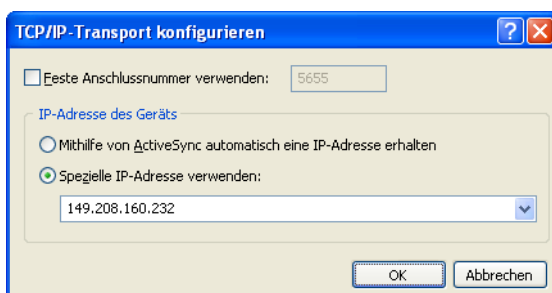 TCP/IP-Transport konfigurieren
Feste Anschlussnummer verwenden: 5655
IP-Adresse des Geräts
Mithilfe von ActiveSync automatisch eine IP-Adresse erhalten
Spezielle IP-Adresse verwenden:
149.208.160.232
OK Abbrechen